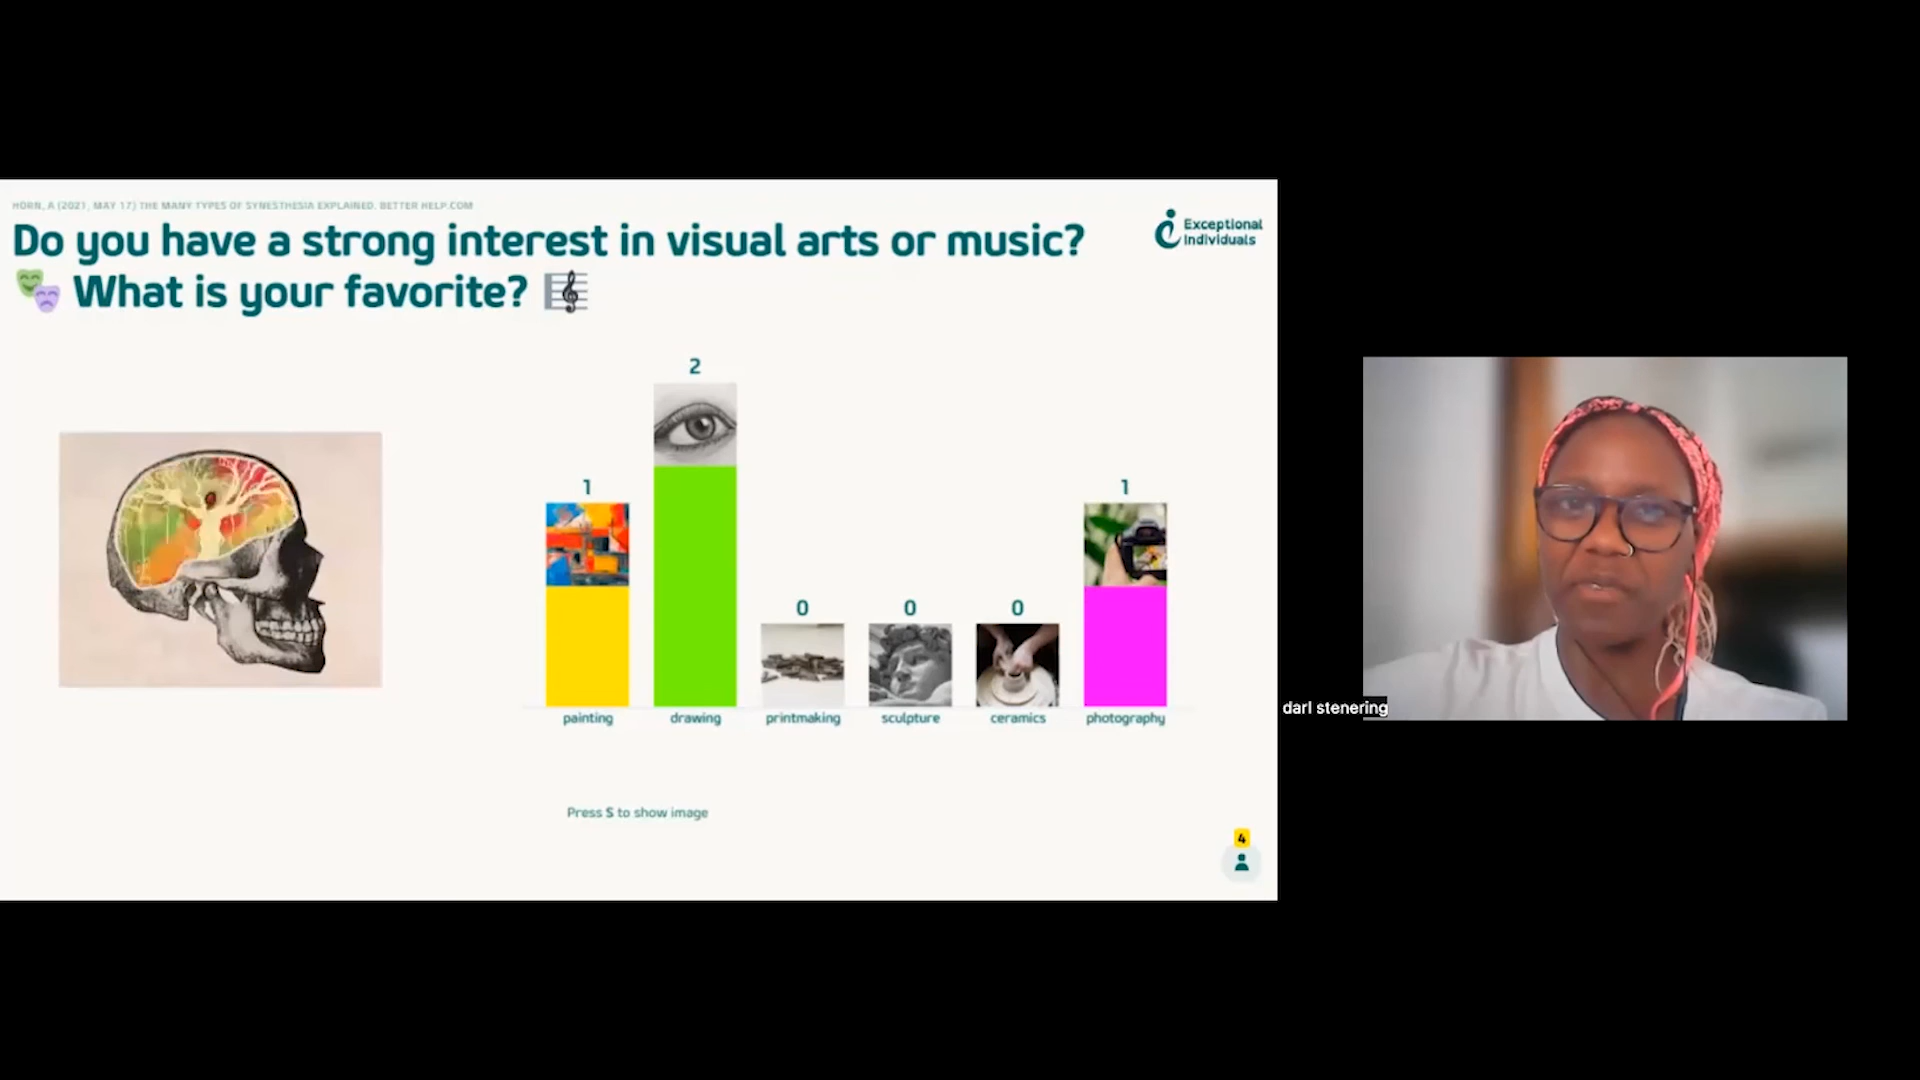 HORN, A (2021, MAY 17) THE MANY TYPES OF SYNESTHESIA EXPLAINED. BETTER HELP.COM
Do you have a strong interest in visual arts or music?
What is your favorite?
Exceptional
Individuals
1
2
0
0
0
1
painting
drawing
printmaking
sculpture
ceramics
photography
Press S to show image
4
darl stenering